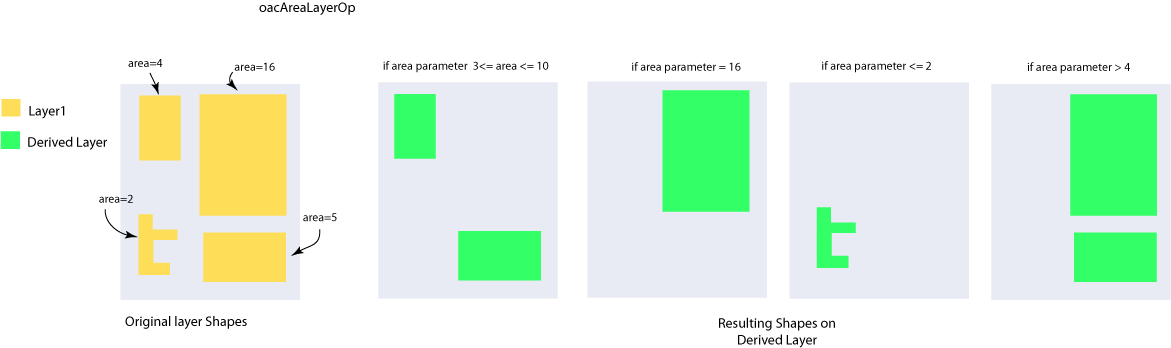 oacAreaLayerOp
area=4
area=16
if area parameter 3<= area <= 10
if area parameter = 16
if area parameter <= 2
if area parameter > 4
Layer1
Derived Layer
area=2
area=5
Original layer Shapes
Resulting Shapes on
Derived Layer